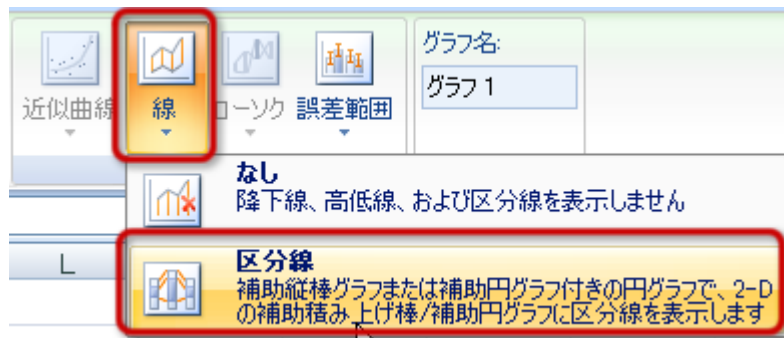 グラフ名:
グラフ 1
近似曲線
線
ローソク
誤差範囲
なし
降下線、高低線、および区分線を表示しません
L
区分線
補助縦棒グラフまたは補助円グラフ付きの円グラフで、2-D
の補助積み上げ棒/補助円グラフに区分線を表示します